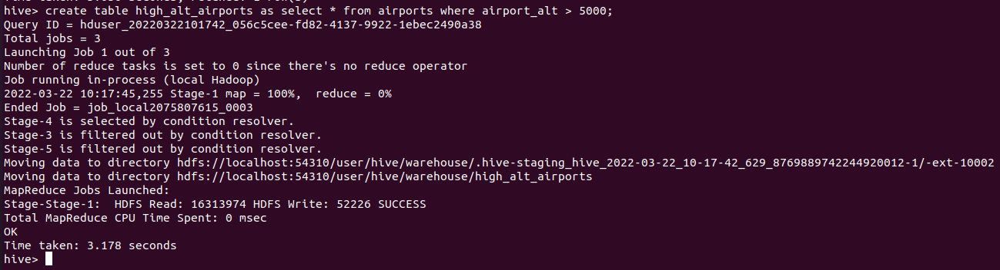 hive> create table high_alt_airports as select * from airports where airport_alt > 5000;
Query ID = hduser_20220322101742_056c5cee-fd82-4137-9922-1ebec2490a38
Total jobs = 3
Launching Job 1 out of 3
Number of reduce tasks is set to 0 since there's no reduce operator
Job running in-process (local Hadoop)
2022-03-22 10:17:45,255 Stage-1 map = 100%,  reduce = 0%
Ended Job = job_local2075807615_0003
Stage-4 is selected by condition resolver.
Stage-3 is filtered out by condition resolver.
Stage-5 is filtered out by condition resolver.
Moving data to directory hdfs://localhost:54310/user/hive/warehouse/.hive-staging_hive_2022-03-22_10-17-42_629_8769889742244920012-1/-ext-10002
Moving data to directory hdfs://localhost:54310/user/hive/warehouse/high_alt_airports
MapReduce Jobs Launched:
Stage-Stage-1:  HDFS Read: 16313974 HDFS Write: 52226 SUCCESS
Total MapReduce CPU Time Spent: 0 msec
OK
Time taken: 3.178 seconds
hive>